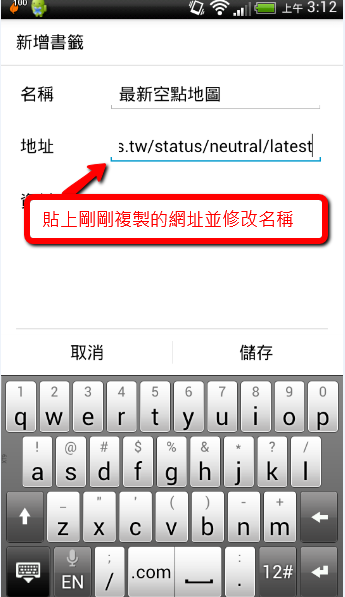 100 上午 3:12
新增書籤
名稱 最新空點地圖
地址 s.tw/status/neutral/latest
貼上剛剛複製的網址並修改名稱
取消 儲存
1 2 3 4 5 6 7 8 9 0
q w e r t y u i o p
! @ # $ % & * ? /
a s d f g h j k l
_ " ' ( ) - +
z x c v b n m
; :
EN / .com . 12#